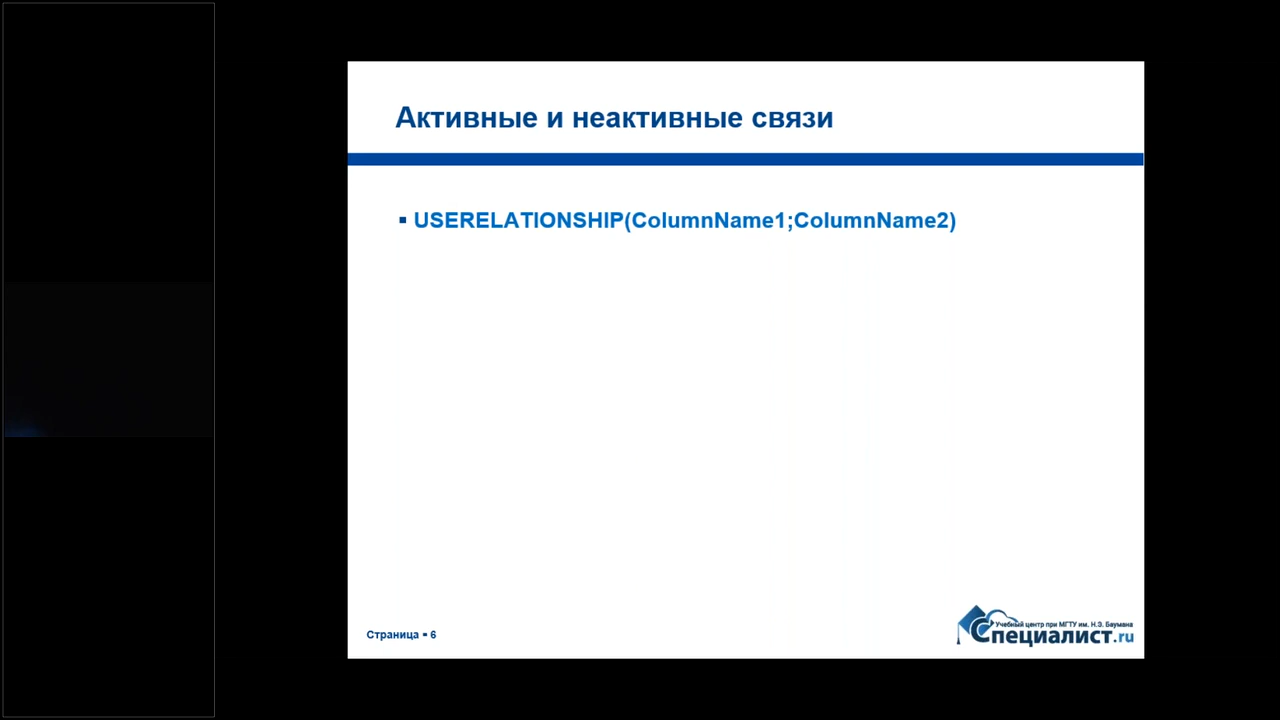 Активные и неактивные связи
▪ USERELATIONSHIP(ColumnName1;ColumnName2)
Страница ▪ 6
Учебный центр при МГТУ им. Н.Э. Баумана
Специалист.ru